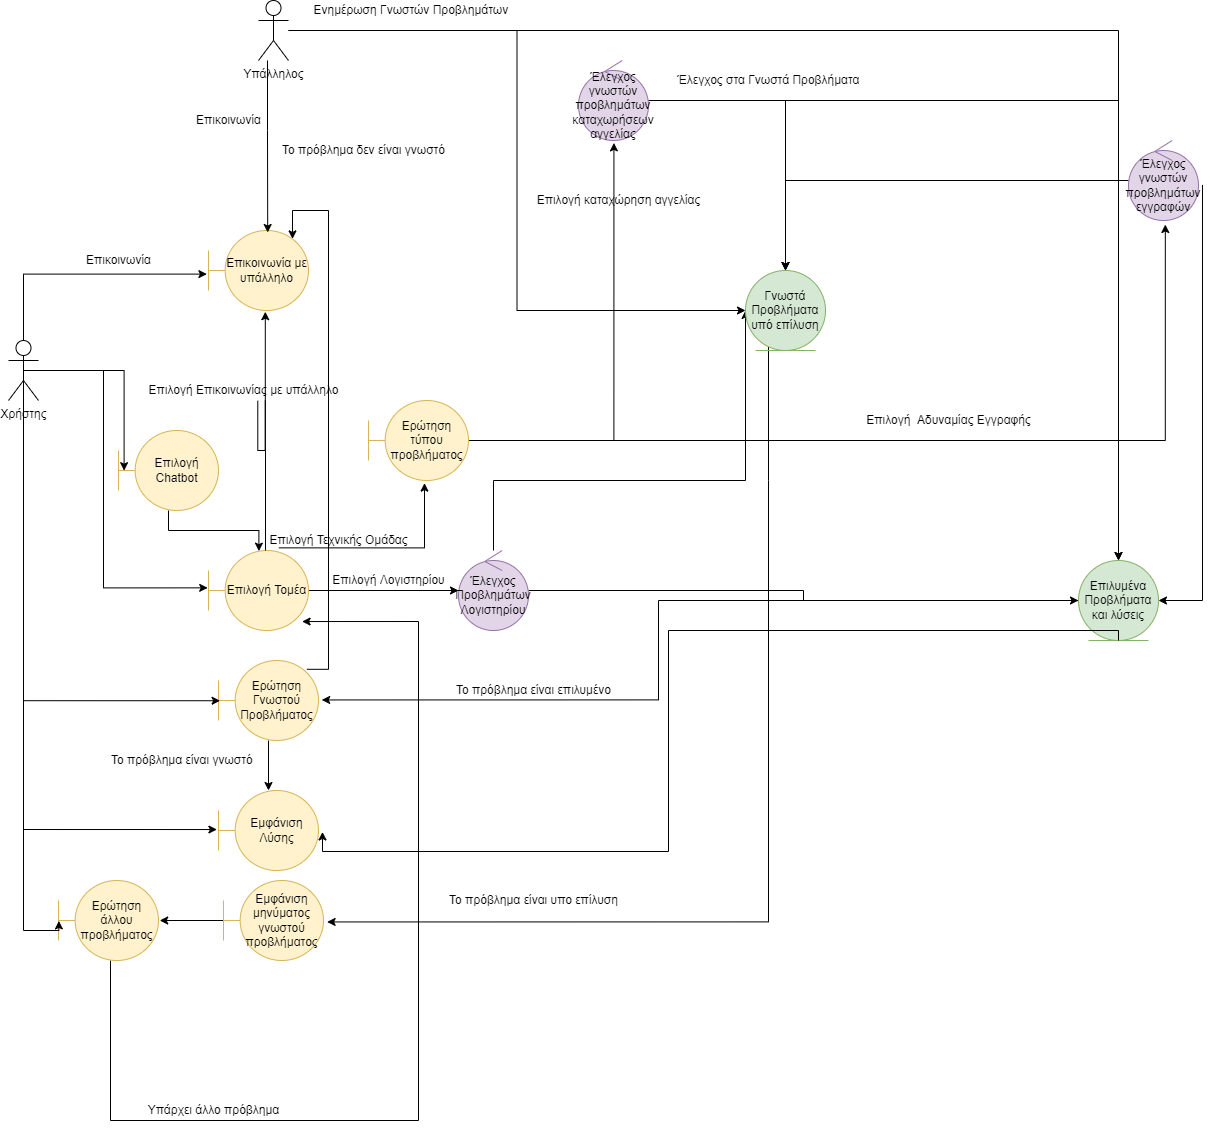 Ενημέρωση Γνωστών Προβλημάτων
Υπάλληλος
Έλεγχος
γνωστών
προβλημάτων
καταχωρήσεων
αγγελίας
Έλεγχος στα Γνωστά Προβλήματα
Επικοινωνία
Το πρόβλημα δεν είναι γνωστό
Έλεγχος
γνωστών
προβλημάτων
εγγραφών
Επιλογή καταχώρηση αγγελίας
Επικοινωνία
Επικοινωνία με
υπάλληλο
Γνωστά
Προβλήματα
υπό επίλυση
Χρήστης
Επιλογή Επικοινωνίας με υπάλληλο
Ερώτηση
τύπου
προβλήματος
Επιλογή  Αδυναμίας Εγγραφής
Επιλογή
Chatbot
Επιλογή Τεχνικής Ομάδας
Επιλογή Τομέα
Επιλογή Λογιστηρίου
Έλεγχος
Προβλημάτων
Λογιστηρίου
Επιλυμένα
Προβλήματα
και λύσεις
Ερώτηση
Γνωστού
Προβλήματος
Το πρόβλημα είναι επιλυμένο
Το πρόβλημα είναι γνωστό
Εμφάνιση
Λύσης
Ερώτηση
άλλου
προβλήματος
Εμφάνιση
μηνύματος
γνωστού
προβλήματος
Το πρόβλημα είναι υπο επίλυση
Υπάρχει άλλο πρόβλημα